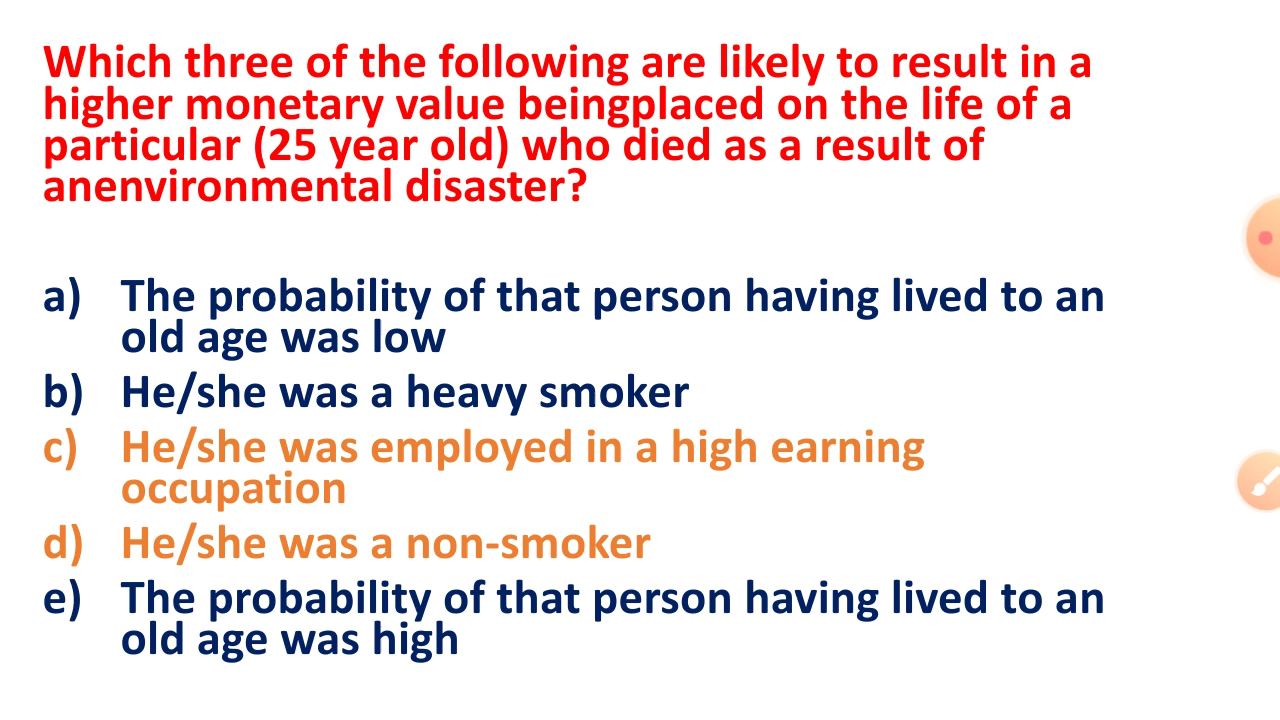 Which three of the following are likely to result in a
higher monetary value beingplaced on the life of a
particular (25 year old) who died as a result of
anenvironmental disaster?
a) The probability of that person having lived to an
old age was low
b) He/she was a heavy smoker
c) He/she was employed in a high earning
occupation
d) He/she was a non-smoker
e) The probability of that person having lived to an
old age was high